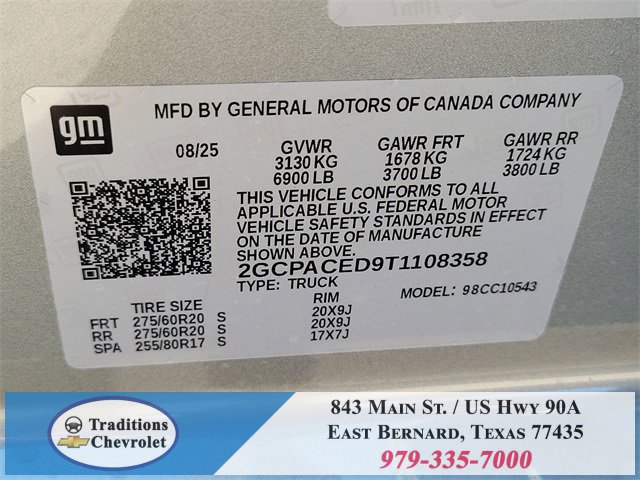 gm
MFD BY GENERAL MOTORS OF CANADA COMPANY
08/25 GVWR GAWR FRT GAWR RR
3130 KG 1678 KG 1724 KG
6900 LB 3700 LB 3800 LB
THIS VEHICLE CONFORMS TO ALL
APPLICABLE U.S. FEDERAL MOTOR
VEHICLE SAFETY STANDARDS IN EFFECT
ON THE DATE OF MANUFACTURE
SHOWN ABOVE.
2GCPACED9T1108358
TYPE: TRUCK MODEL: 98CC10543
TIRE SIZE RIM
FRT 275/60R20 S 20X9J
RR 275/60R20 S 20X9J
SPA 255/80R17 S 17X7J
Traditions
Chevrolet
843 MAIN ST. / US HWY 90A
EAST BERNARD, TEXAS 77435
979-335-7000